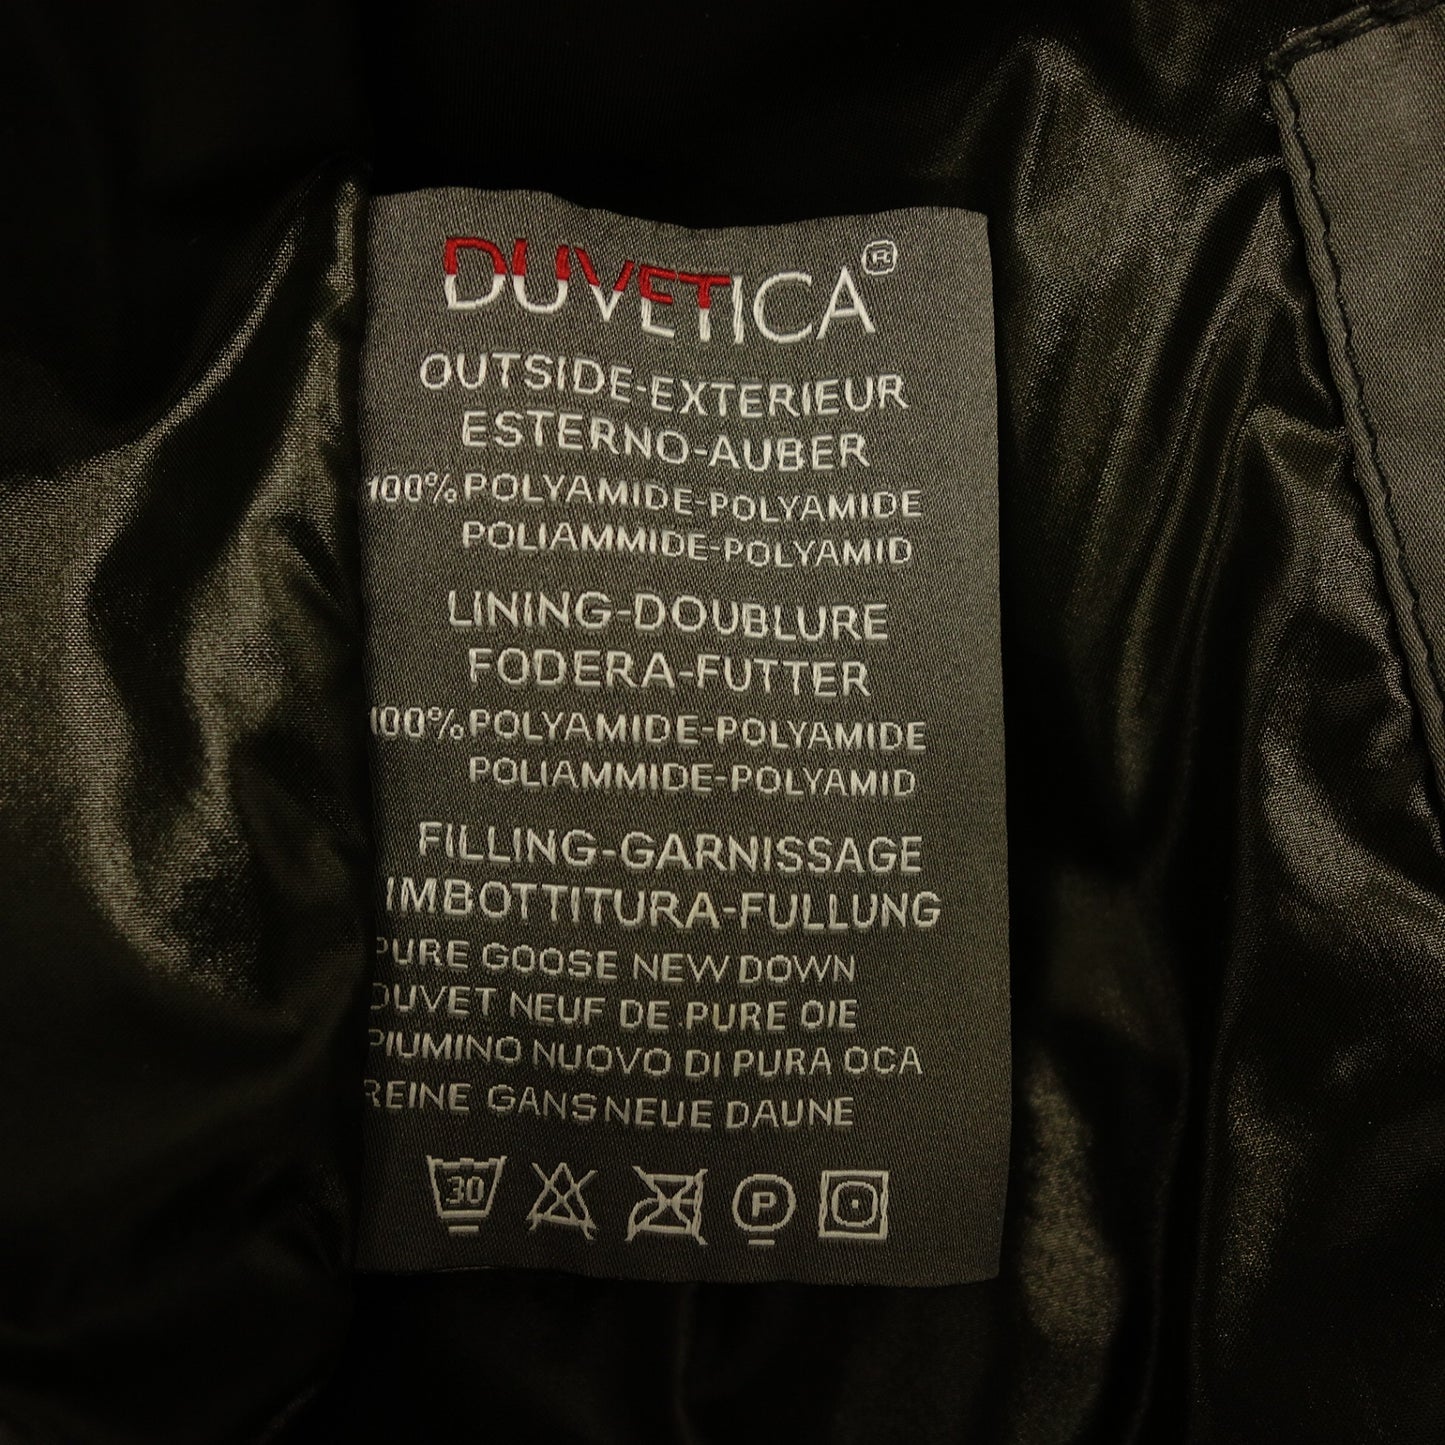 DUVETICA®
OUTSIDE-EXTERIEUR
ESTERNO-AUBER
100% POLYAMIDE-POLYAMIDE
POLIAMMIDE-POLYAMID
LINING-DOUBLURE
FODERA-FUTTER
100% POLYAMIDE-POLYAMIDE
POLIAMMIDE-POLYAMID
FILLING-GARNISSAGE
IMBOTTITURA-FULLUNG
PURE GOOSE NEW DOWN
DUVET NEUF DE PURE OIE
PIUMINO NUOVO DI PURA OCA
REINE GANS NEUE DAUNE
30 P